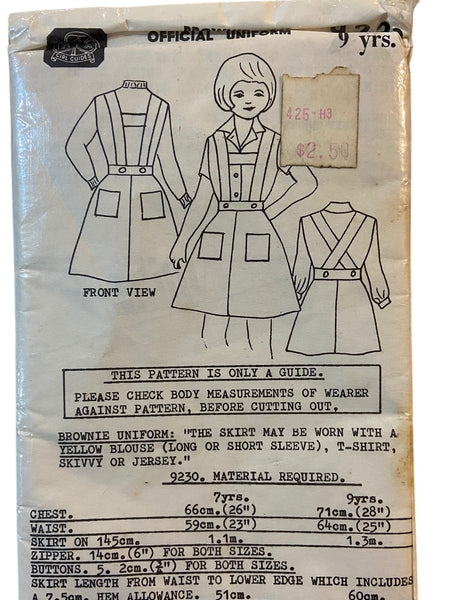 OFFICIAL UNIFORM
9 yrs.
GIRL GUIDES
425-H3
$2.50
FRONT VIEW
THIS PATTERN IS ONLY A GUIDE.
PLEASE CHECK BODY MEASUREMENTS OF WEARER
AGAINST PATTERN, BEFORE CUTTING OUT.
BROWNIE UNIFORM: "THE SKIRT MAY BE WORN WITH A
YELLOW BLOUSE (LONG OR SHORT SLEEVE), T-SHIRT,
SKIVVY OR JERSEY."
9230. MATERIAL REQUIRED.
7yrs. 9yrs.
CHEST. 66cm.(26") 71cm.(28")
WAIST. 59cm.(23") 64cm.(25")
SKIRT ON 145cm. 1.1m. 1.3m.
ZIPPER. 14cm.(6") FOR BOTH SIZES.
BUTTONS. 5. 2cm.(¾") FOR BOTH SIZES.
SKIRT LENGTH FROM WAIST TO LOWER EDGE WHICH INCLUDES
A 7.5cm. HEM ALLOWANCE. 51cm. 60cm.